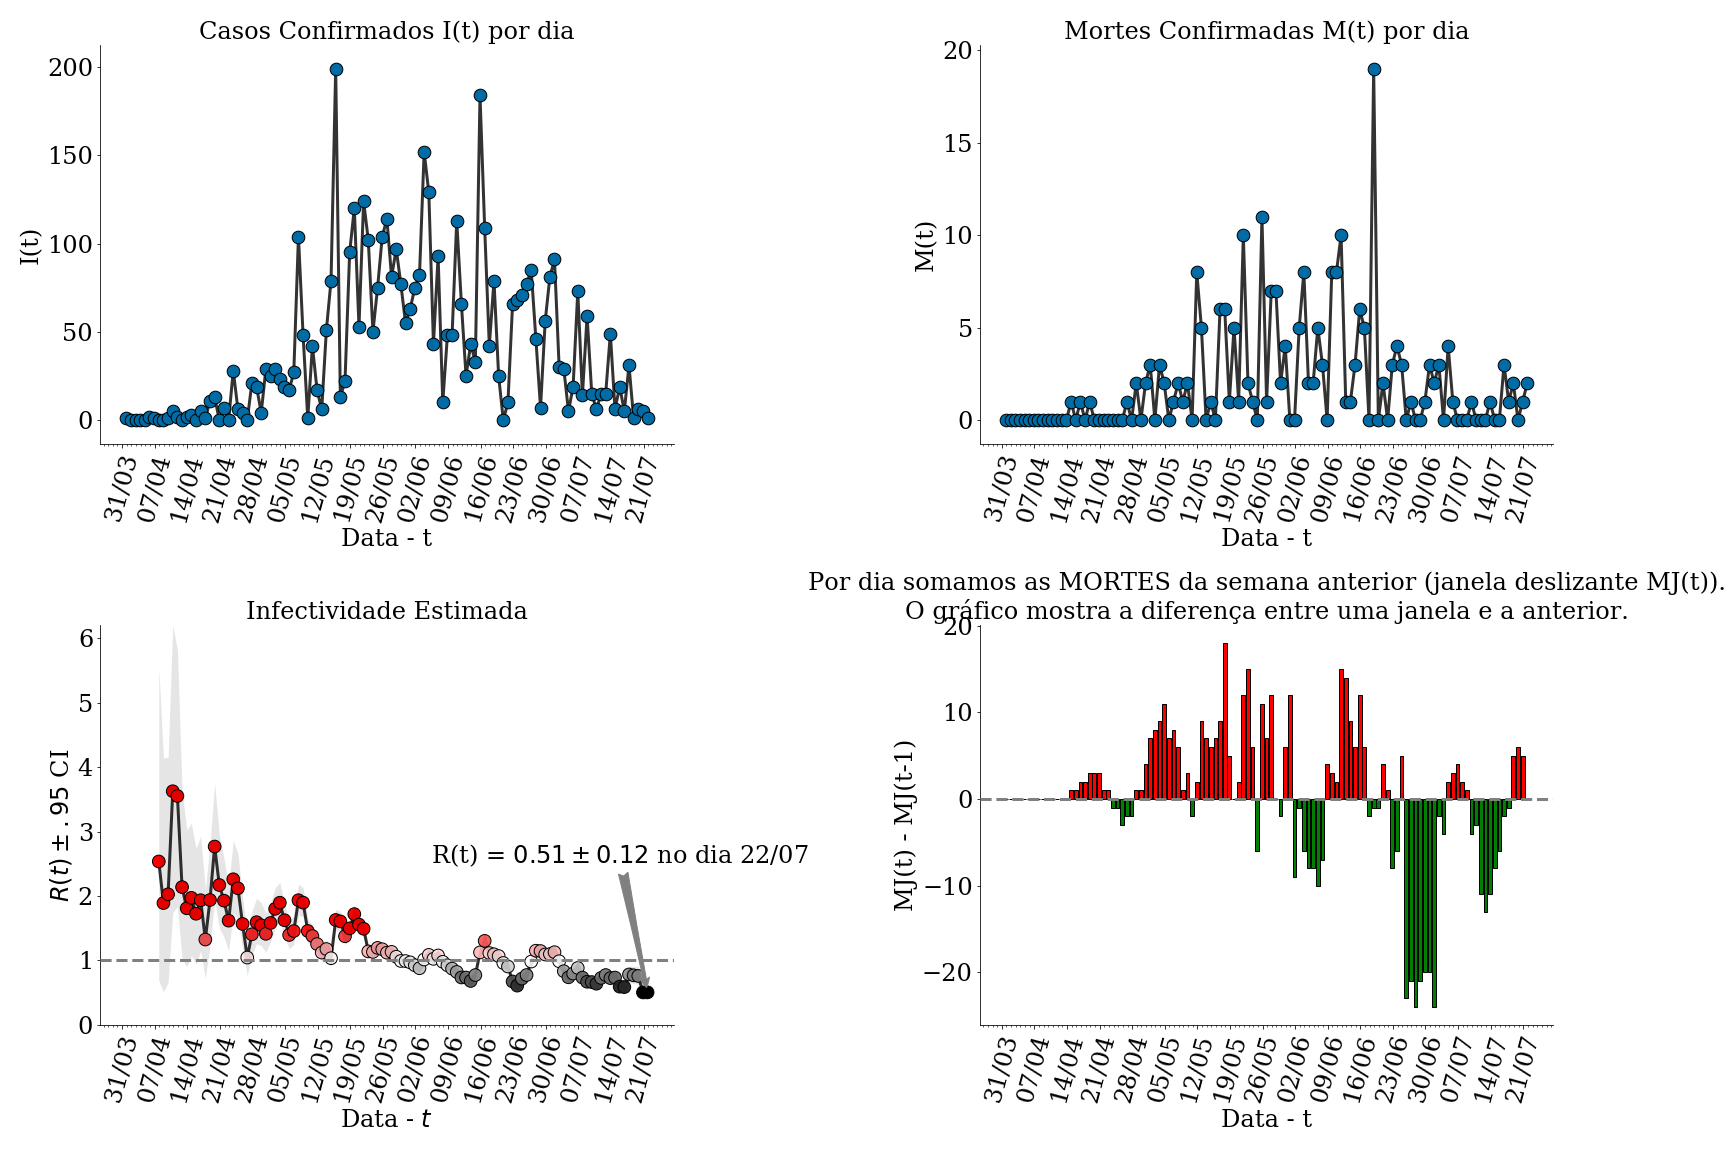 Casos Confirmados I(t) por dia
200
150
100
50
0
I(t)
31/03 07/04 14/04 21/04 28/04 05/05 12/05 19/05 26/05 02/06 09/06 16/06 23/06 30/06 07/07 14/07 21/07
Data - t
Mortes Confirmadas M(t) por dia
20
15
10
5
0
M(t)
31/03 07/04 14/04 21/04 28/04 05/05 12/05 19/05 26/05 02/06 09/06 16/06 23/06 30/06 07/07 14/07 21/07
Data - t
Infectividade Estimada
6
5
4
3
2
1
0
R(t) ± .95 CI
R(t) = 0.51 ± 0.12 no dia 22/07
31/03 07/04 14/04 21/04 28/04 05/05 12/05 19/05 26/05 02/06 09/06 16/06 23/06 30/06 07/07 14/07 21/07
Data - t
Por dia somamos as MORTES da semana anterior (janela deslizante MJ(t)).
O gráfico mostra a diferença entre uma janela e a anterior.
20
10
0
−10
−20
MJ(t) - MJ(t-1)
31/03 07/04 14/04 21/04 28/04 05/05 12/05 19/05 26/05 02/06 09/06 16/06 23/06 30/06 07/07 14/07 21/07
Data - t